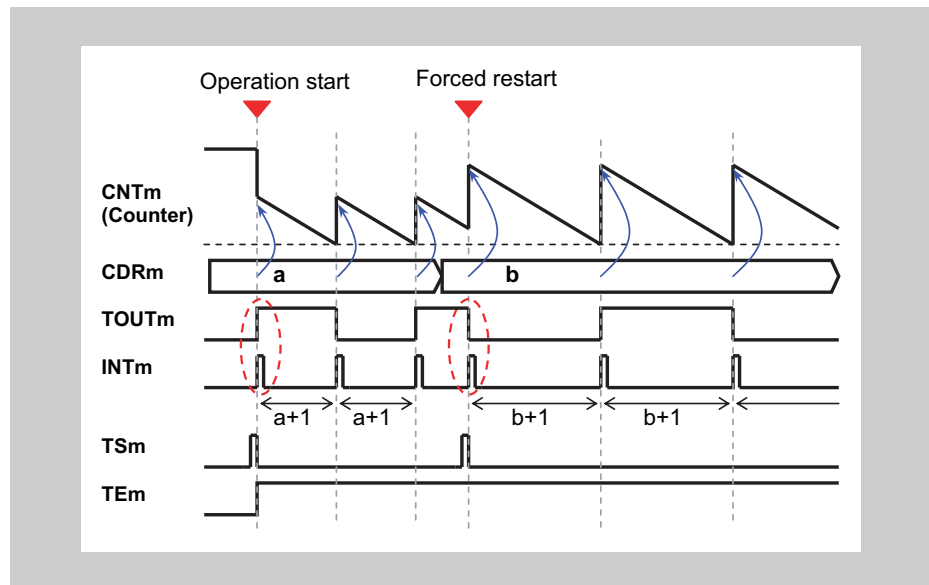 Operation start Forced restart
CNTm
(Counter)
CDRm a b
TOUTm
INTm
a+1 a+1 b+1 b+1
TSm
TEm